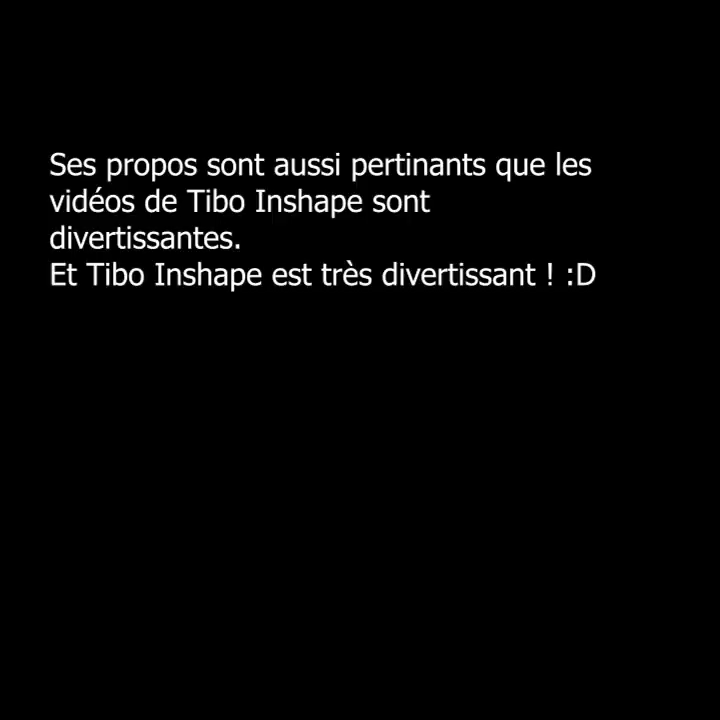 Ses propos sont aussi pertinants que les
vidéos de Tibo Inshape sont
divertissantes.
Et Tibo Inshape est très divertissant ! :D